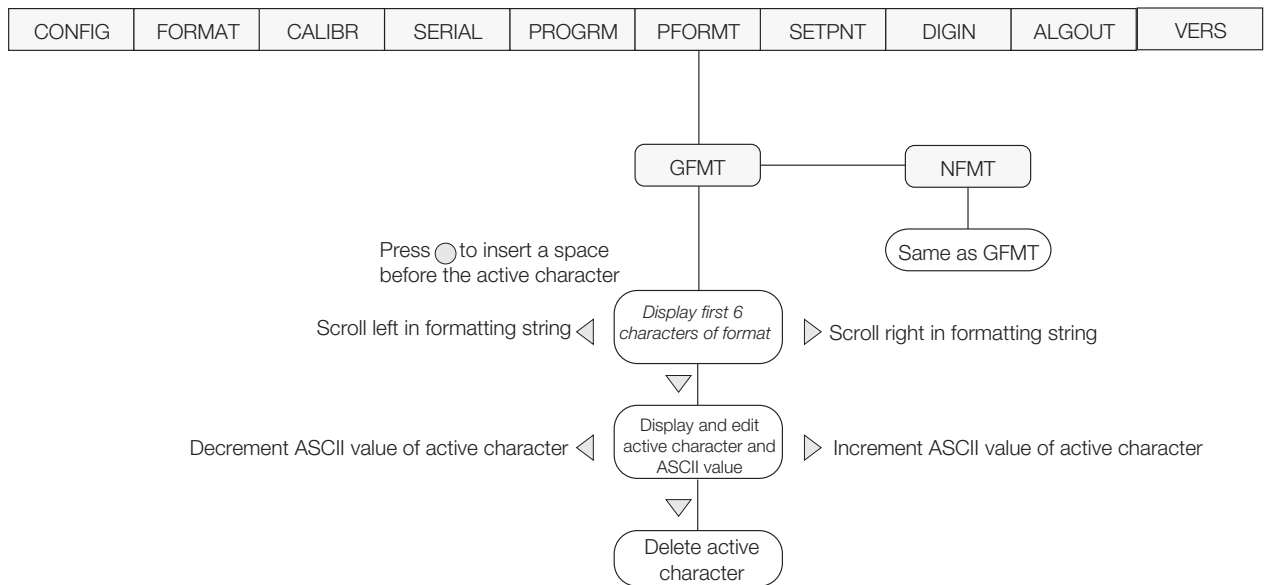 CONFIG FORMAT CALIBR SERIAL PROGRM PFORMT SETPNT DIGIN ALGOUT VERS
GFMT NFMT
Press to insert a space
before the active character
Same as GFMT
Display first 6
characters of format
Scroll left in formatting string
Scroll right in formatting string
Display and edit
active character and
ASCII value
Decrement ASCII value of active character
Increment ASCII value of active character
Delete active
character